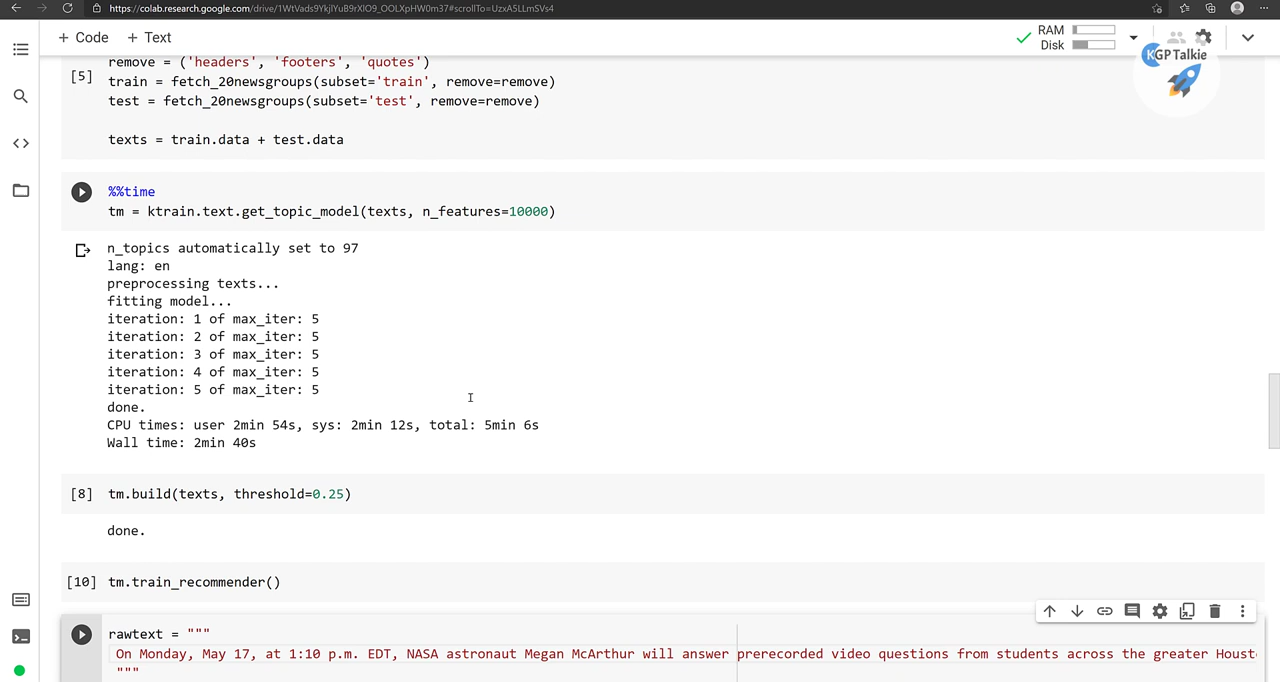 https://colab.research.google.com/drive/1WtVads9YkjlYuB9rXlO9_OOLXpHW0m37#scrollTo=UzxA5LLmSVs4
+ Code + Text
RAM
Disk
KGPTalkie
remove = ('headers', 'footers', 'quotes')
[5] train = fetch_20newsgroups(subset='train', remove=remove)
test = fetch_20newsgroups(subset='test', remove=remove)
texts = train.data + test.data
%%time
tm = ktrain.text.get_topic_model(texts, n_features=10000)
n_topics automatically set to 97
lang: en
preprocessing texts...
fitting model...
iteration: 1 of max_iter: 5
iteration: 2 of max_iter: 5
iteration: 3 of max_iter: 5
iteration: 4 of max_iter: 5
iteration: 5 of max_iter: 5
done.
CPU times: user 2min 54s, sys: 2min 12s, total: 5min 6s
Wall time: 2min 40s
[8] tm.build(texts, threshold=0.25)
done.
[10] tm.train_recommender()
rawtext = """
On Monday, May 17, at 1:10 p.m. EDT, NASA astronaut Megan McArthur will answer prerecorded video questions from students across the greater Houst
"""